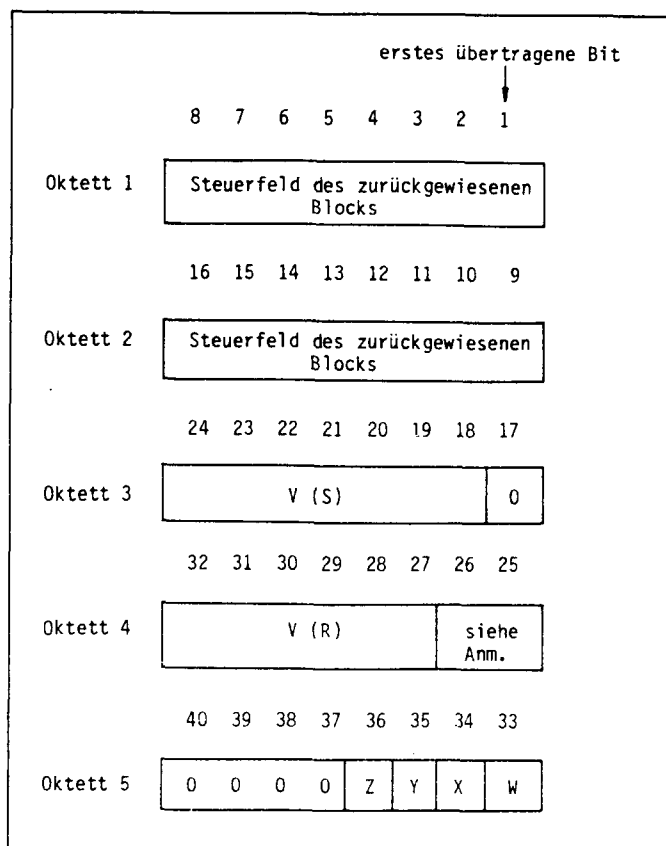 erstes übertragene Bit
8 7 6 5 4 3 2 1
Oktett 1 Steuerfeld des zurückgewiesenen
Blocks
16 15 14 13 12 11 10 9
Oktett 2 Steuerfeld des zurückgewiesenen
Blocks
24 23 22 21 20 19 18 17
Oktett 3 V (S) 0
32 31 30 29 28 27 26 25
Oktett 4 V (R) siehe
Anm.
40 39 38 37 36 35 34 33
Oktett 5 0 0 0 0 Z Y X W